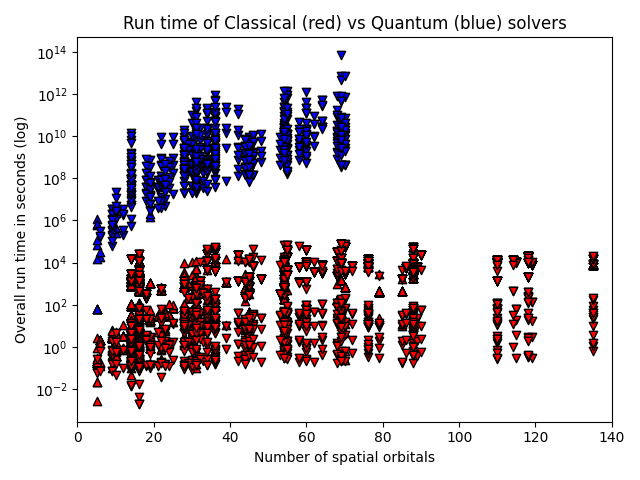 Run time of Classical (red) vs Quantum (blue) solvers
Overall run time in seconds (log)
10^14
10^12
10^10
10^8
10^6
10^4
10^2
10^0
10^−2
0 20 40 60 80 100 120 140
Number of spatial orbitals